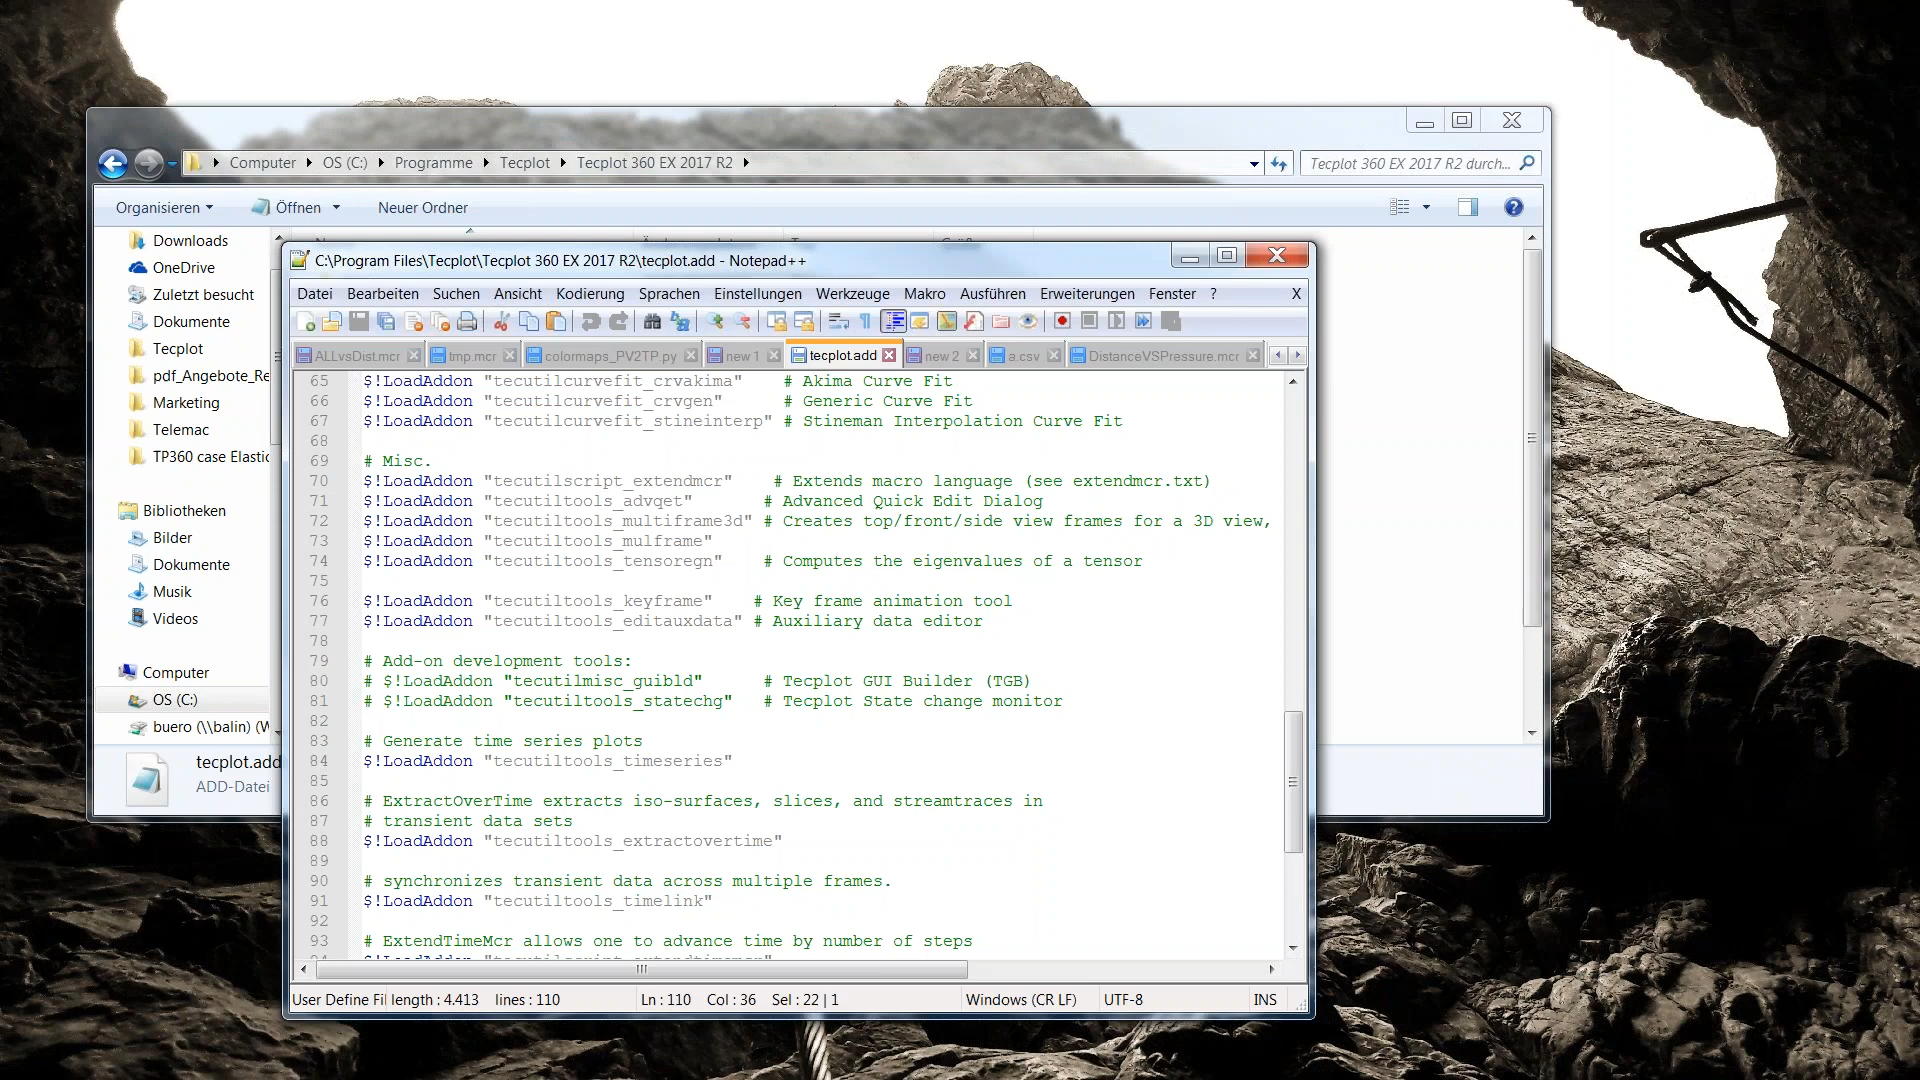 Computer OS (C:) Programme Tecplot Tecplot 360 EX 2017 R2
Tecplot 360 EX 2017 R2 durch...
Organisieren Öffnen Neuer Ordner
Downloads
OneDrive
Zuletzt besucht
Dokumente
Tecplot
pdf_Angebote_Re
Marketing
Telemac
TP360 case Elastic
Bibliotheken
Bilder
Dokumente
Musik
Videos
Computer
OS (C:)
buero (\\balin) (W
tecplot.add
ADD-Datei
C:\Program Files\Tecplot\Tecplot 360 EX 2017 R2\tecplot.add - Notepad++
Datei Bearbeiten Suchen Ansicht Kodierung Sprachen Einstellungen Werkzeuge Makro Ausführen Erweiterungen Fenster ? X
ALLvsDist.mcr tmp.mcr colormaps_PV2TP.py new 1 tecplot.add new 2 a.csv DistanceVSPressure.mcr
65 $!LoadAddon "tecutilcurvefit_crvakima" # Akima Curve Fit
66 $!LoadAddon "tecutilcurvefit_crvgen" # Generic Curve Fit
67 $!LoadAddon "tecutilcurvefit_stineinterp" # Stineman Interpolation Curve Fit
68
69 # Misc.
70 $!LoadAddon "tecutilscript_extendmcr" # Extends macro language (see extendmcr.txt)
71 $!LoadAddon "tecutiltools_advqet" # Advanced Quick Edit Dialog
72 $!LoadAddon "tecutiltools_multiframe3d" # Creates top/front/side view frames for a 3D view,
73 $!LoadAddon "tecutiltools_mulframe"
74 $!LoadAddon "tecutiltools_tensoregn" # Computes the eigenvalues of a tensor
75
76 $!LoadAddon "tecutiltools_keyframe" # Key frame animation tool
77 $!LoadAddon "tecutiltools_editauxdata" # Auxiliary data editor
78
79 # Add-on development tools:
80 # $!LoadAddon "tecutilmisc_guibld" # Tecplot GUI Builder (TGB)
81 # $!LoadAddon "tecutiltools_statechg" # Tecplot State change monitor
82
83 # Generate time series plots
84 $!LoadAddon "tecutiltools_timeseries"
85
86 # ExtractOverTime extracts iso-surfaces, slices, and streamtraces in
87 # transient data sets
88 $!LoadAddon "tecutiltools_extractovertime"
89
90 # synchronizes transient data across multiple frames.
91 $!LoadAddon "tecutiltools_timelink"
92
93 # ExtendTimeMcr allows one to advance time by number of steps
User Define Fil length : 4.413 lines : 110 Ln : 110 Col : 36 Sel : 22 | 1 Windows (CR LF) UTF-8 INS